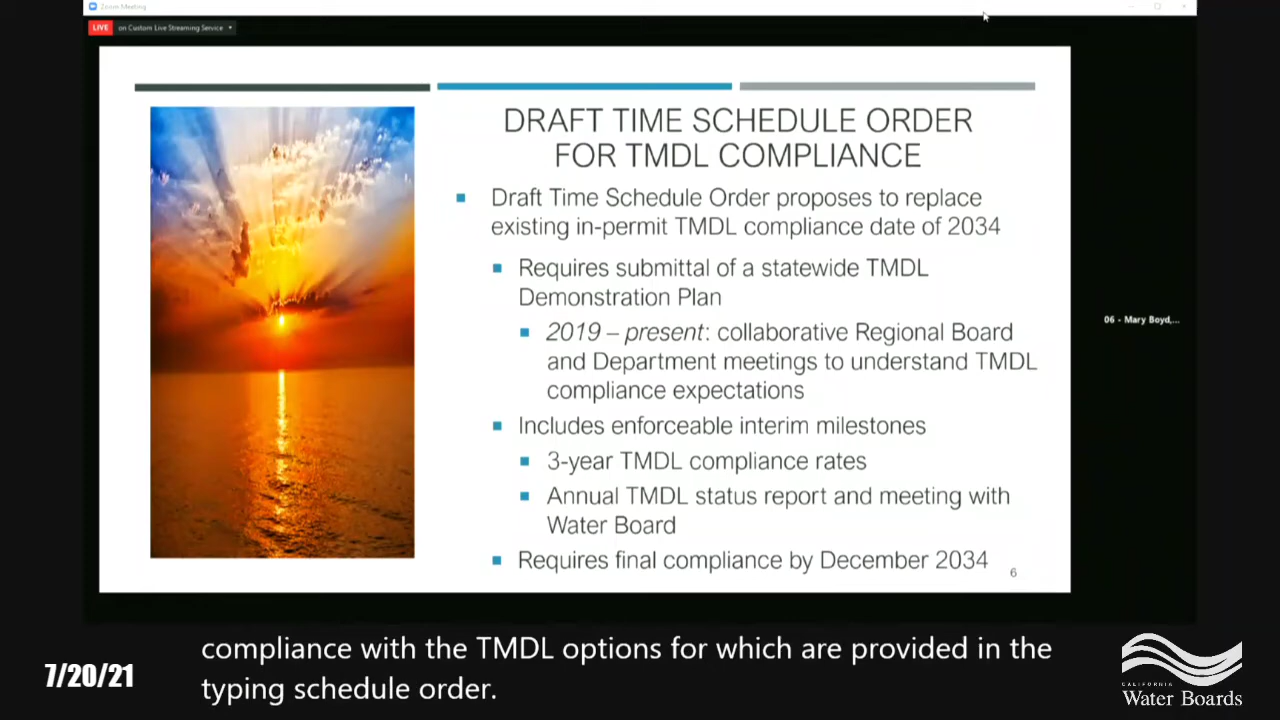 Zoom Meeting
LIVE on Custom Live Streaming Service
DRAFT TIME SCHEDULE ORDER
FOR TMDL COMPLIANCE
Draft Time Schedule Order proposes to replace
existing in-permit TMDL compliance date of 2034
Requires submittal of a statewide TMDL
Demonstration Plan
2019 – present: collaborative Regional Board
and Department meetings to understand TMDL
compliance expectations
Includes enforceable interim milestones
3-year TMDL compliance rates
Annual TMDL status report and meeting with
Water Board
Requires final compliance by December 2034
6
06 - Mary Boyd,...
compliance with the TMDL options for which are provided in the
typing schedule order.
7/20/21
CALIFORNIA
Water Boards